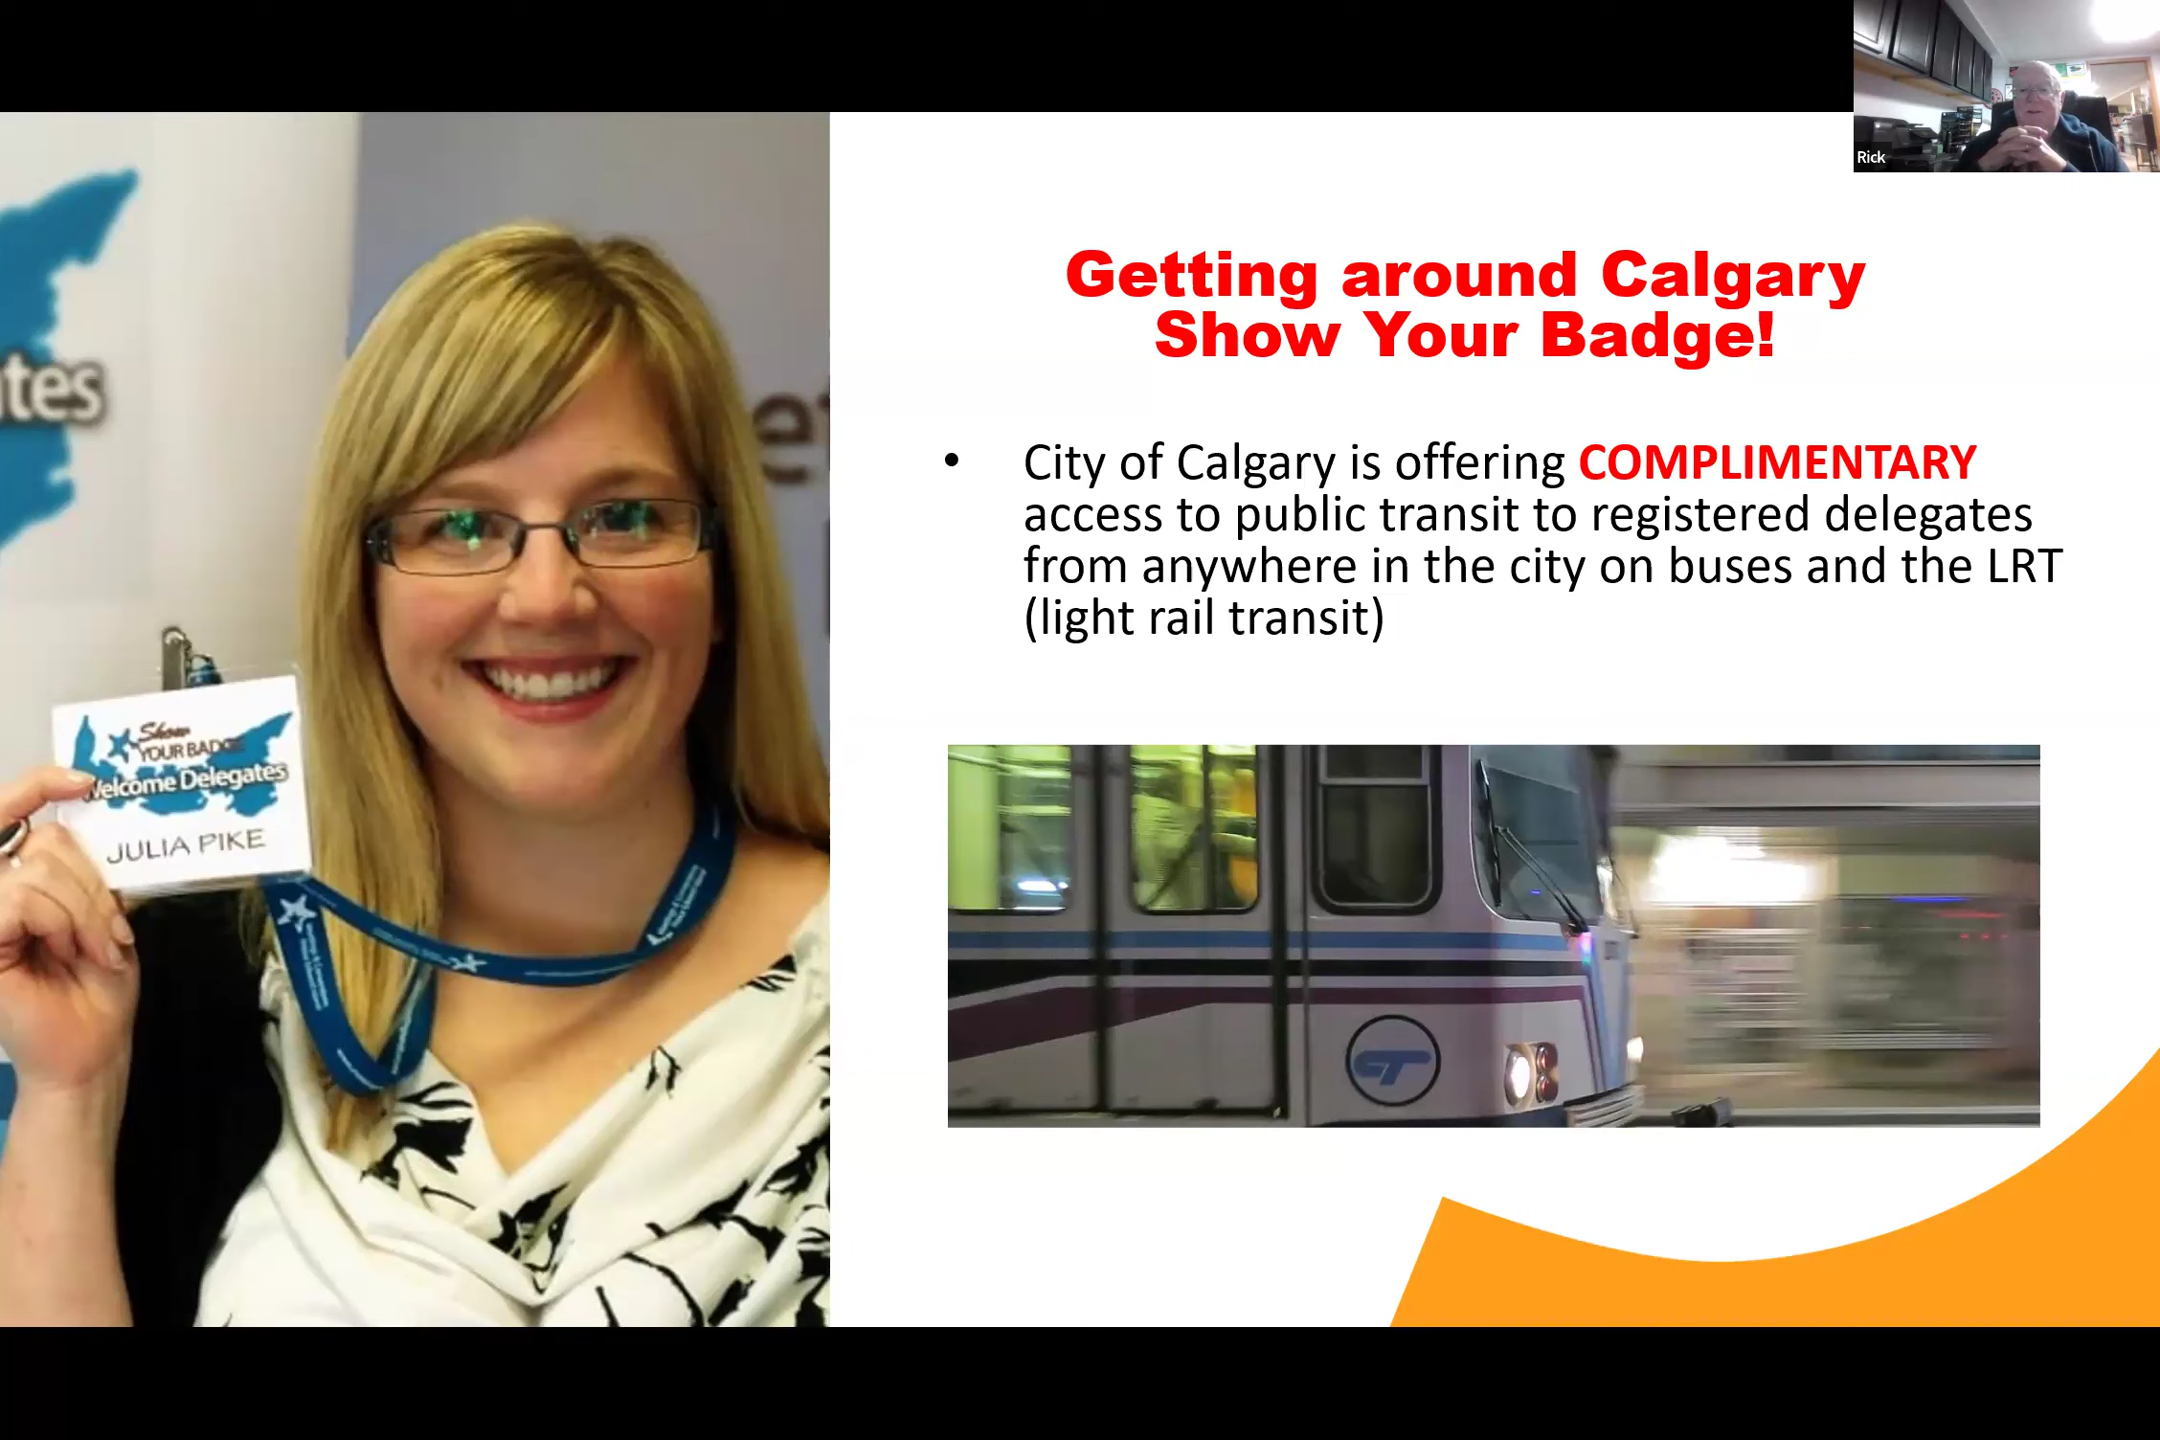 Rick
Getting around Calgary
Show Your Badge!
• City of Calgary is offering COMPLIMENTARY
access to public transit to registered delegates
from anywhere in the city on buses and the LRT
(light rail transit)
tes
Show
YOUR BADGE
Welcome Delegates
JULIA PIKE
CT